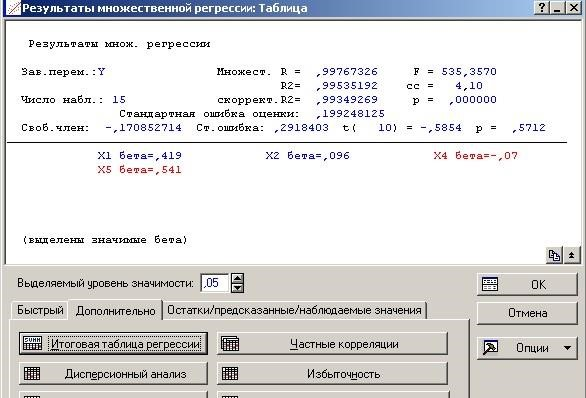 Результаты множественной регрессии: Таблица
Результаты множ. регрессии
Зав.перем.:Y Множест. R = ,99767326 F = 535,3570
R2= ,99535192 сс = 4,10
Число набл.: 15 скоррект.R2= ,99349269 p = ,000000
Стандартная ошибка оценки: ,199248125
Своб.член: -,170852714 Ст.ошибка: ,2918403 t( 10) = -,5854 p = ,5712
X1 бета=,419 X2 бета=,096 X4 бета=-,07
X5 бета=,541
(выделены значимые бета)
Выделяемый уровень значимости: ,05
OK
Быстрый Дополнительно Остатки/предсказанные/наблюдаемые значения
Отмена
Итоговая таблица регрессии Частные корреляции
Опции
Дисперсионный анализ Избыточность